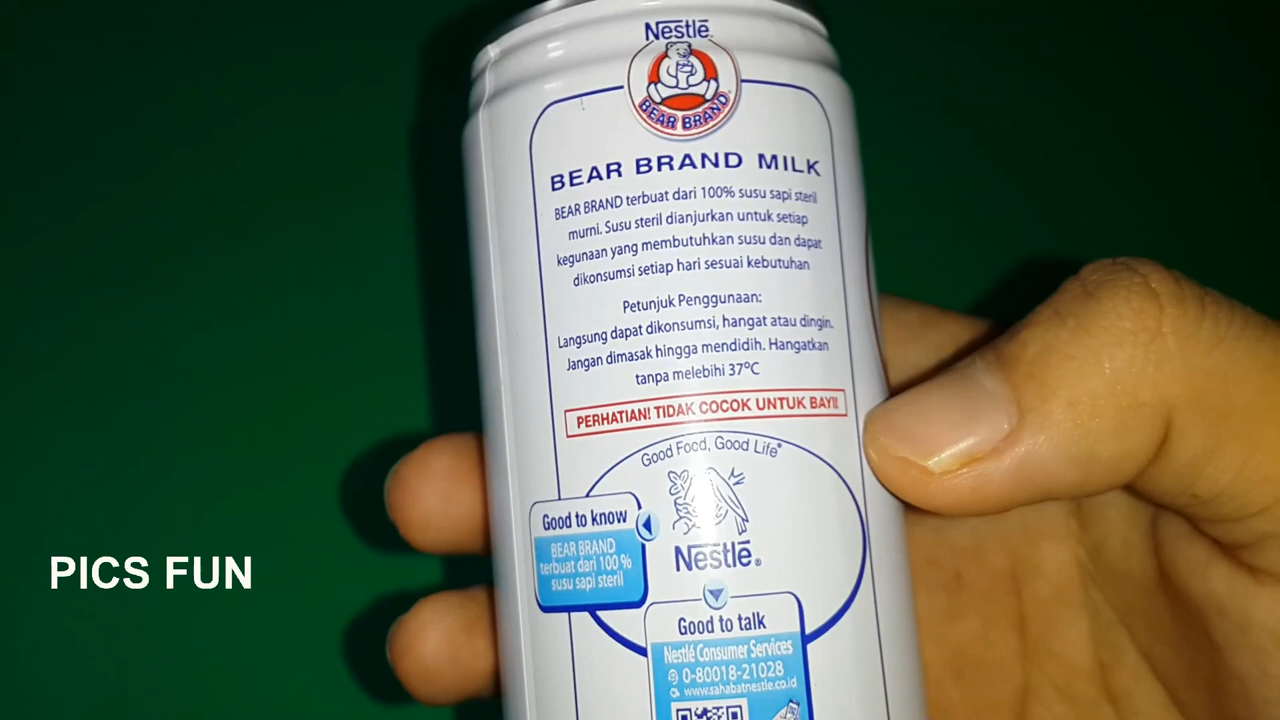 Nestlé
BEAR BRAND
BEAR BRAND MILK
BEAR BRAND terbuat dari 100% susu sapi steril
murni. Susu steril dianjurkan untuk setiap
kegunaan yang membutuhkan susu dan dapat
dikonsumsi setiap hari sesuai kebutuhan
Petunjuk Penggunaan:
Langsung dapat dikonsumsi, hangat atau dingin.
Jangan dimasak hingga mendidih. Hangatkan
tanpa melebihi 37°C
PERHATIAN! TIDAK COCOK UNTUK BAYI!
Good Food, Good Life
Nestlé®
Good to know
BEAR BRAND
terbuat dari 100 %
susu sapi steril
Good to talk
Nestlé Consumer Services
0-80018-21028
www.sahabatnestle.co.id
PICS FUN